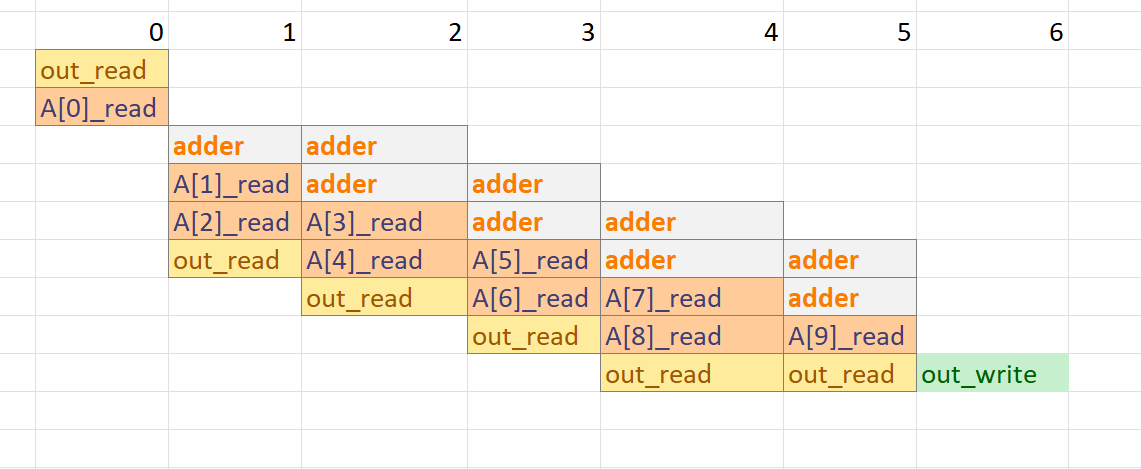 0 1 2 3 4 5 6
out_read
A[0]_read
adder adder
A[1]_read adder adder
A[2]_read A[3]_read adder adder
out_read A[4]_read A[5]_read adder adder
out_read A[6]_read A[7]_read adder
out_read A[8]_read A[9]_read
out_read out_read out_write